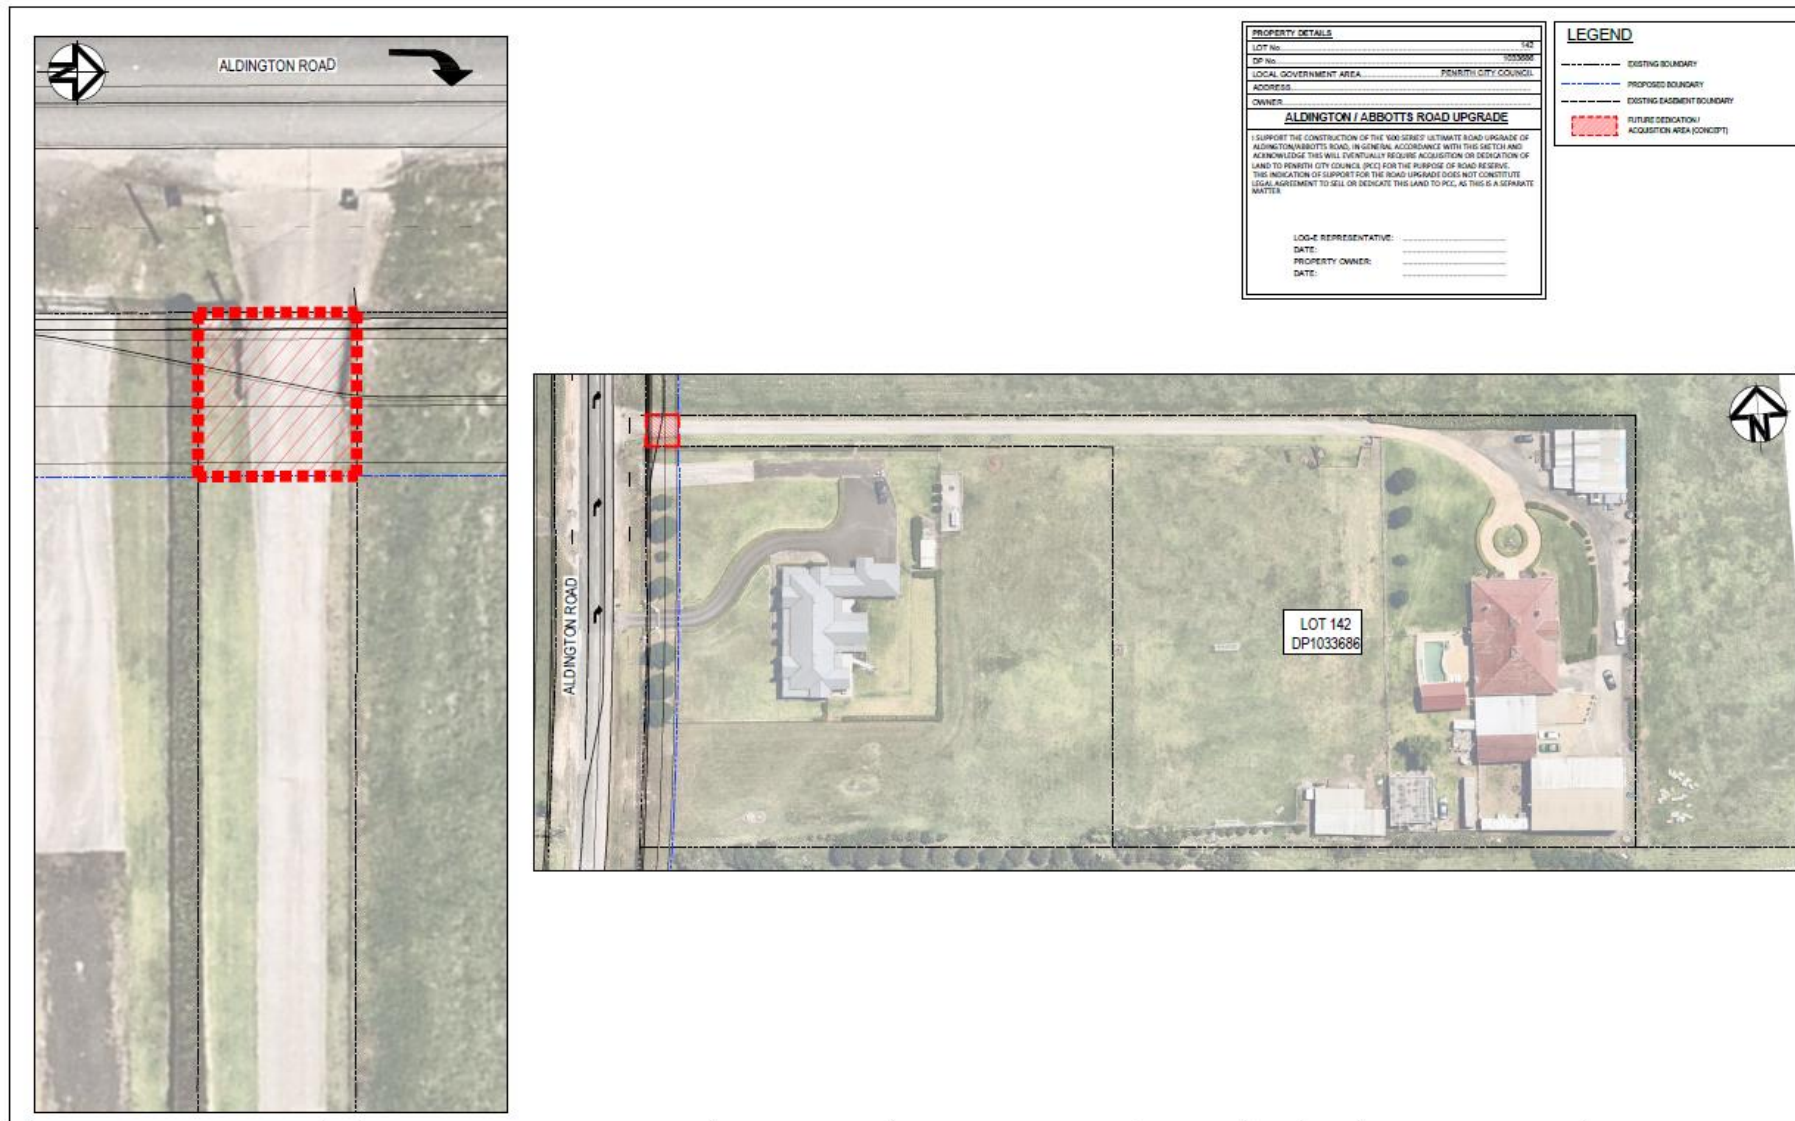 ALDINGTON ROAD
N
PROPERTY DETAILS
LOT No. 142
DP No. 1033686
LOCAL GOVERNMENT AREA PENRITH CITY COUNCIL
ADDRESS
OWNER
ALDINGTON / ABBOTTS ROAD UPGRADE
I SUPPORT THE CONSTRUCTION OF THE '600 SERIES' ULTIMATE ROAD UPGRADE OF
ALDINGTON/ABBOTTS ROAD, IN GENERAL ACCORDANCE WITH THIS SKETCH AND
ACKNOWLEDGE THIS WILL EVENTUALLY REQUIRE ACQUISITION OR DEDICATION OF
LAND TO PENRITH CITY COUNCIL (PCC) FOR THE PURPOSE OF ROAD RESERVE.
THIS INDICATION OF SUPPORT FOR THE ROAD UPGRADE DOES NOT CONSTITUTE
LEGAL AGREEMENT TO SELL OR DEDICATE THIS LAND TO PCC, AS THIS IS A SEPARATE
MATTER
LOG-E REPRESENTATIVE:
DATE:
PROPERTY OWNER:
DATE:
LEGEND
EXISTING BOUNDARY
PROPOSED BOUNDARY
EXISTING EASEMENT BOUNDARY
FUTURE DEDICATION /
ACQUISITION AREA (CONCEPT)
ALDINGTON ROAD
LOT 142
DP1033686
N